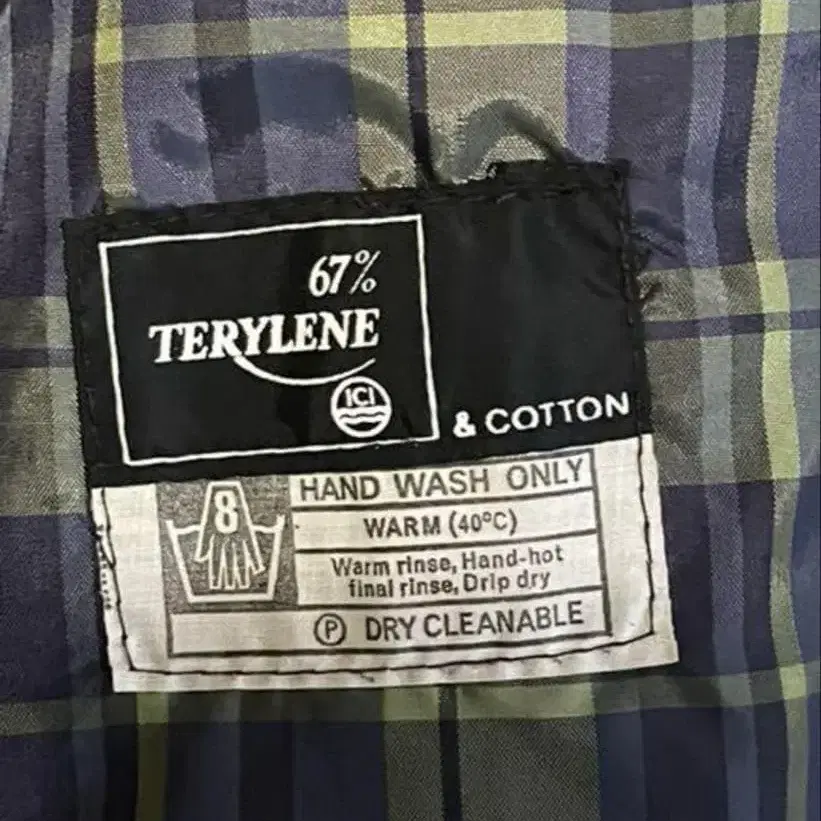 67%
TERYLENE
ICI
& COTTON
8
HAND WASH ONLY
WARM (40°C)
Warm rinse, Hand-hot
final rinse, Drip dry
Ⓟ DRY CLEANABLE